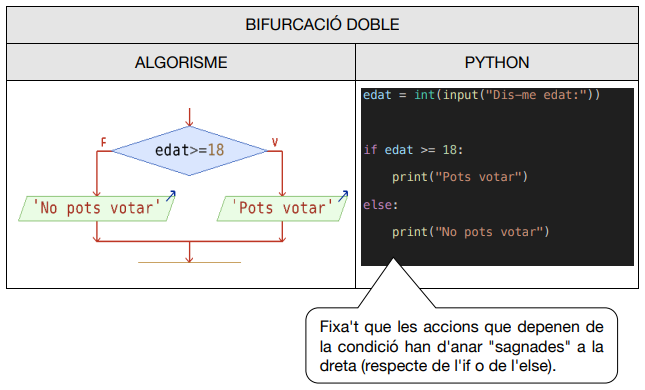 BIFURCACIÓ DOBLE
ALGORISME
PYTHON
F
edat>=18
V
'No pots votar'
'Pots votar'
edat = int(input("Dis-me edat:"))
if edat >= 18:
print("Pots votar")
else:
print("No pots votar")
Fixa't que les accions que depenen de
la condició han d'anar "sagnades" a la
dreta (respecte de l'if o de l'else).